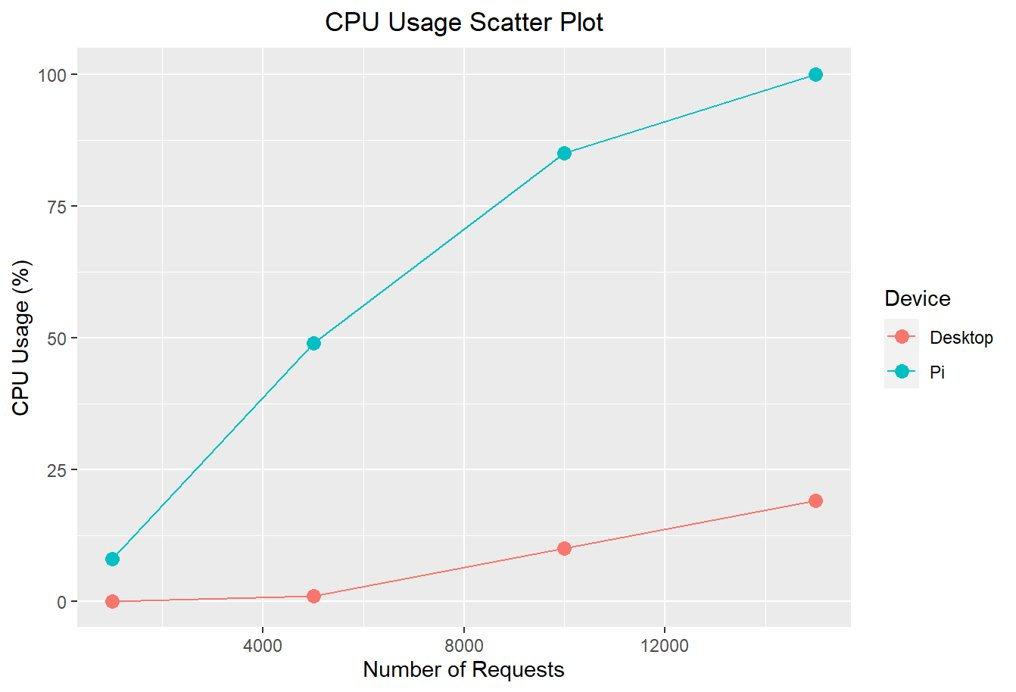 CPU Usage Scatter Plot
100
75
50
25
0
CPU Usage (%)
4000 8000 12000
Number of Requests
Device
Desktop
Pi